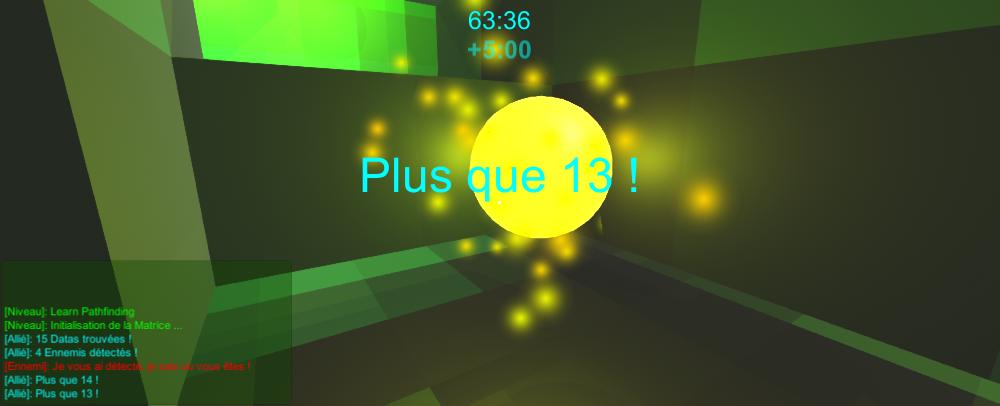 63:36
+5:00
Plus que 13 !
[Niveau]: Learn Pathfinding
[Niveau]: Initialisation de la Matrice ...
[Allié]: 15 Datas trouvées !
[Allié]: 4 Ennemis détectés !
[Ennemi]: Je vous ai détecté, je sais où vous êtes !
[Allié]: Plus que 14 !
[Allié]: Plus que 13 !